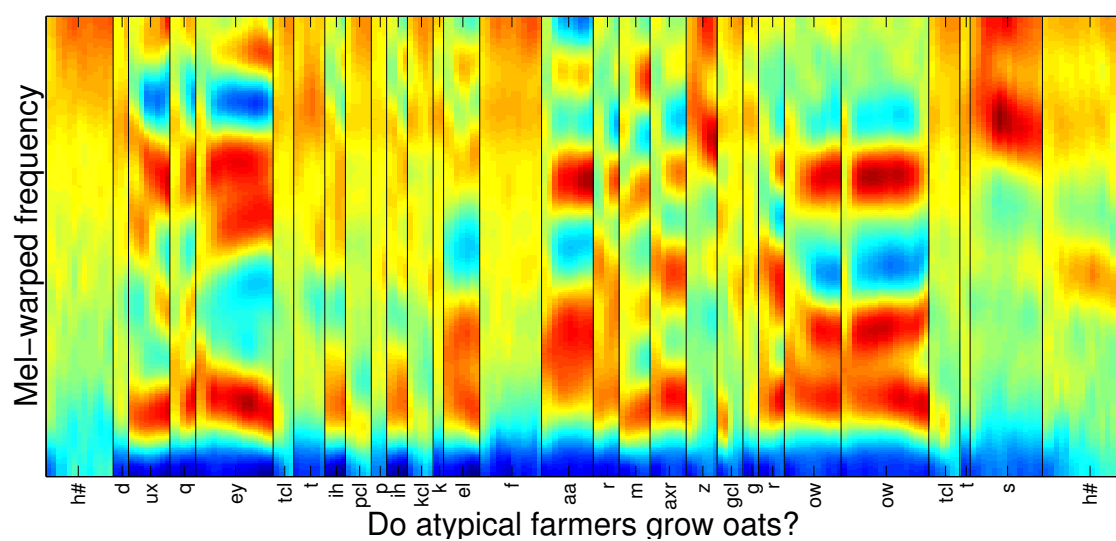 Mel-warped frequency
h# d ux q ey tcl t ih pcl p ih kcl k el f aa r m axr z gcl g r ow ow tcl t s h#
Do atypical farmers grow oats?